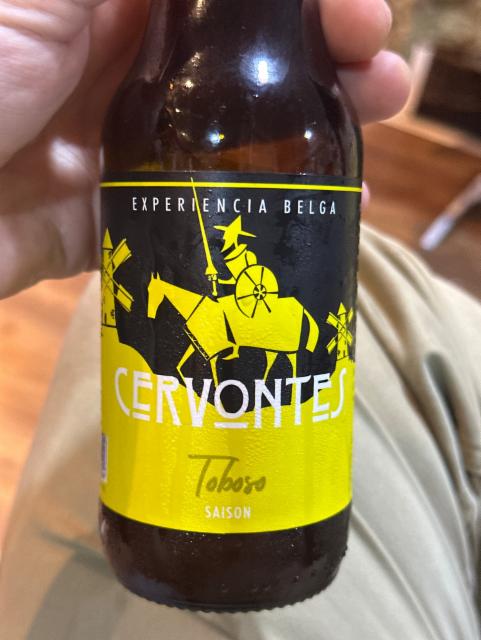 EXPERIENCIA BELGA
CERVONTES
Toboso
SAISON